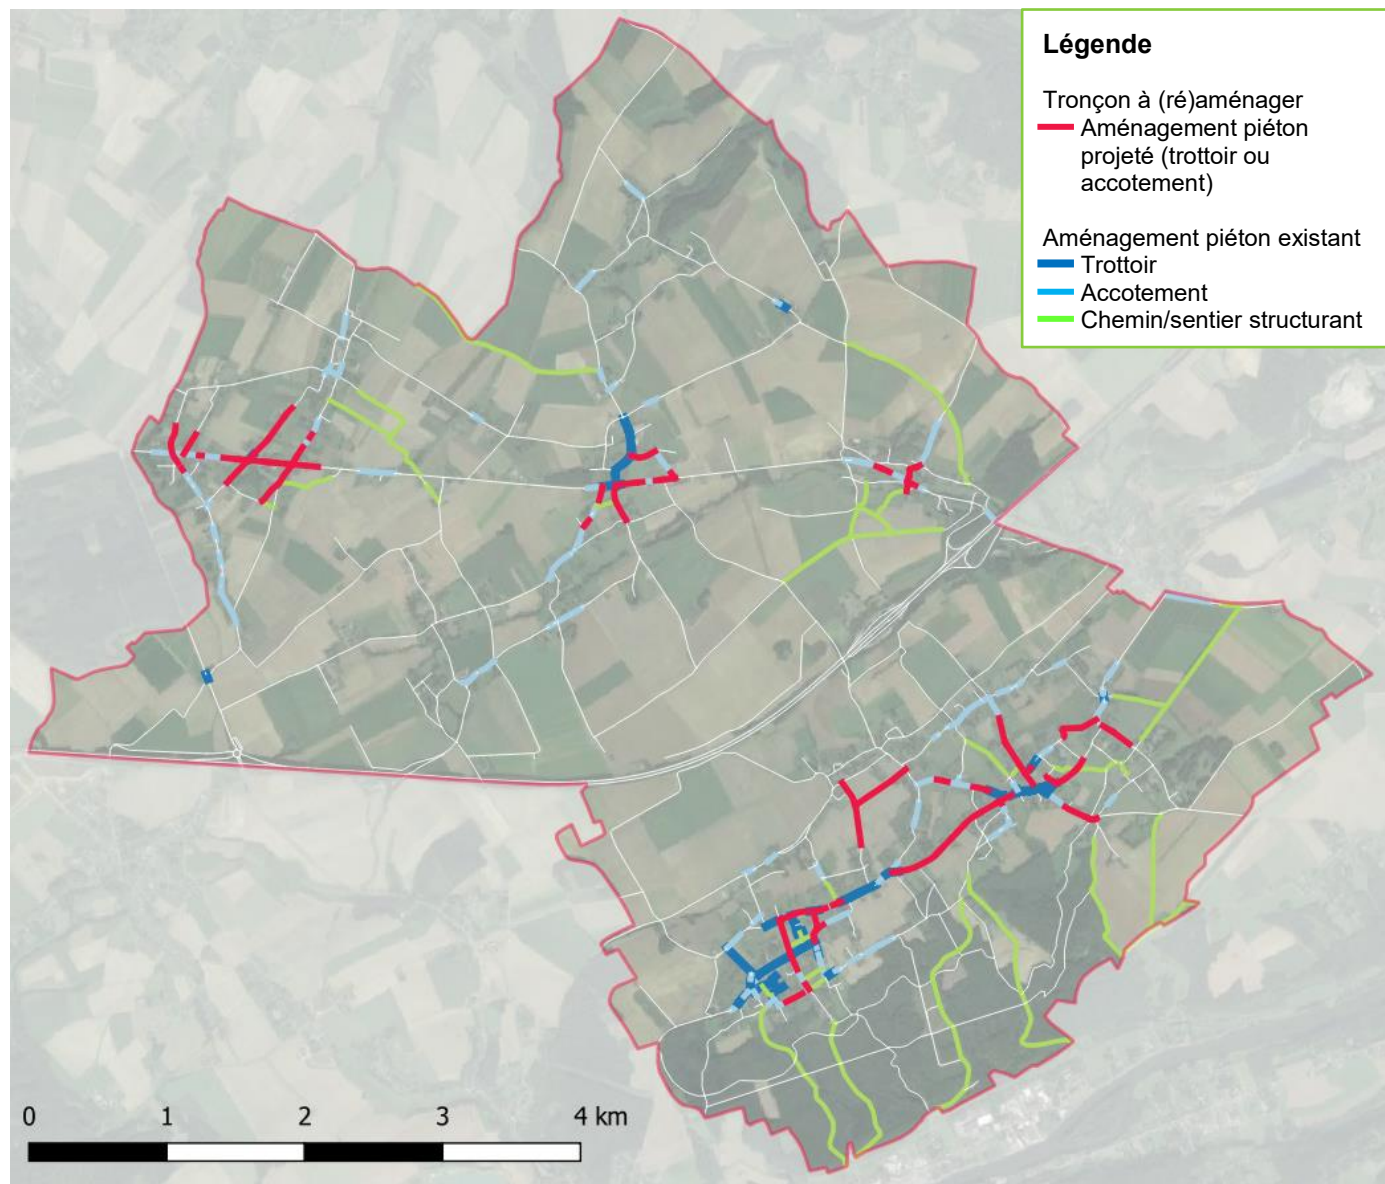 Légende
Tronçon à (ré)aménager
Aménagement piéton
projeté (trottoir ou
accotement)
Aménagement piéton existant
Trottoir
Accotement
Chemin/sentier structurant
0 1 2 3 4 km